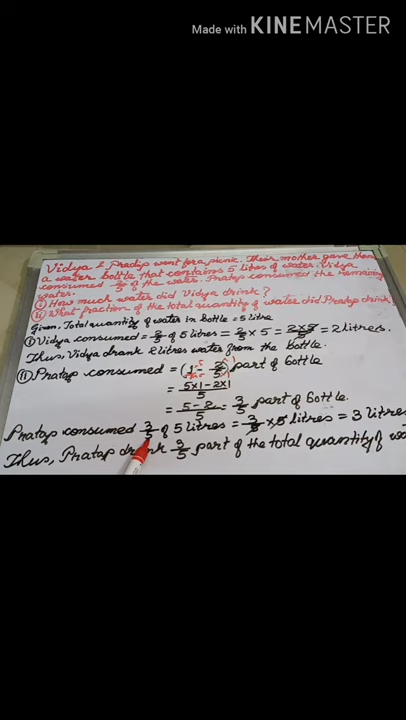 Made with KINEMASTER
Vidya & Pratap went for a picnic. Their mother gave them
a water bottle that contains 5 litres of water. Vidya
consumed 2/5 of the water. Pratap consumed the remaining
water.
(i) How much water did Vidya drink?
(ii) What fraction of the total quantity of water did Pratap drink
Given, Total quantity of water in bottle = 5 litre
(i) Vidya consumed = 2/5 of 5 litres = 2/5 × 5 = 2×5/5 = 2 litres.
Thus, Vidya drank 2 litres water from the bottle.
(ii) Pratap consumed = (1 - 2/5) part of bottle
= 5×1-2×1/5
= 5-2/5 = 3/5 part of bottle.
Pratap consumed 3/5 of 5 litres = 3/5 × 5 litres = 3 litres
Thus, Pratap drink 3/5 part of the total quantity of wa